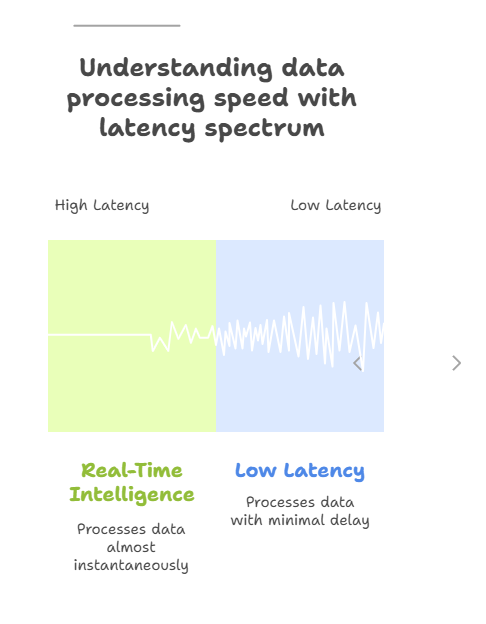 Understanding data
processing speed with
latency spectrum
High Latency
Low Latency
Real-Time
Intelligence
Processes data
almost
instantaneously
Low Latency
Processes data
with minimal delay